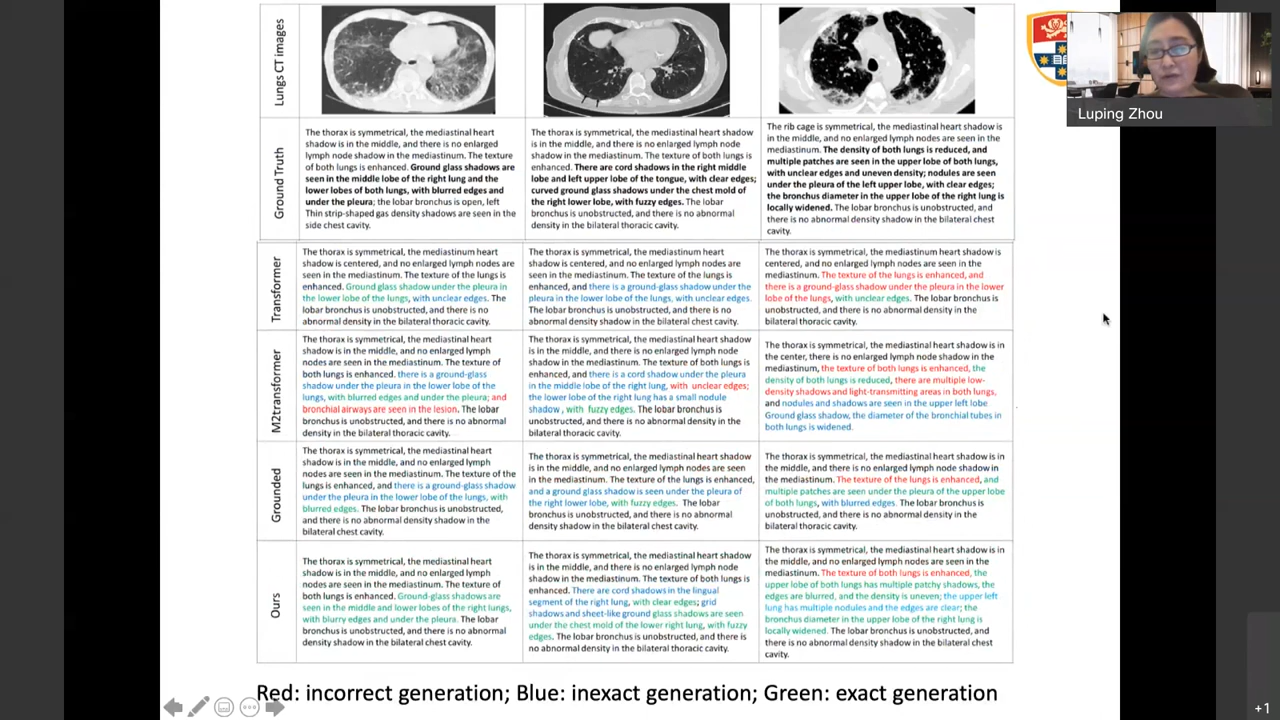 Lungs CT images
Luping Zhou
Ground Truth
The thorax is symmetrical, the mediastinal heart
shadow is in the middle, and there is no enlarged
lymph node shadow in the mediastinum. The texture
of both lungs is enhanced. Ground glass shadows are
seen in the middle lobe of the right lung and the
lower lobes of both lungs, with blurred edges and
under the pleura; the lobar bronchus is open, left
Thin strip-shaped gas density shadows are seen in the
side chest cavity.
The thorax is symmetrical, the mediastinal heart shadow
is in the middle, and there is no enlarged lymph node
shadow in the mediastinum. The texture of both lungs is
enhanced. There are cord shadows in the right middle
lobe and left upper lobe of the tongue, with clear edges;
curved ground glass shadows under the chest mold of
the right lower lobe, with fuzzy edges. The lobar
bronchus is unobstructed, and there is no abnormal
density in the bilateral thoracic cavity.
The rib cage is symmetrical, the mediastinal heart shadow is
in the middle, and no enlarged lymph nodes are seen in the
mediastinum. The density of both lungs is reduced, and
multiple patches are seen in the upper lobe of both lungs,
with unclear edges and uneven density; nodules are seen
under the pleura of the left upper lobe, with clear edges;
the bronchus diameter in the upper lobe of the right lung is
locally widened. The lobar bronchus is unobstructed, and
there is no abnormal density shadow in the bilateral chest
cavity.
Transformer
The thorax is symmetrical, the mediastinum heart
shadow is centered, and no enlarged lymph nodes are
seen in the mediastinum. The texture of the lungs is
enhanced. Ground glass shadow under the pleura in
the lower lobe of the lungs, with unclear edges. The
lobar bronchus is unobstructed, and there is no
abnormal density in the bilateral thoracic cavity.
The thorax is symmetrical, the mediastinum heart
shadow is centered, and no enlarged lymph nodes are
seen in the mediastinum. The texture of the lungs is
enhanced, and there is a ground-glass shadow under the
pleura in the lower lobe of the lungs, with unclear edges.
The lobar bronchus is unobstructed, and there is no
abnormal density shadow in the bilateral chest cavity.
The thorax is symmetrical, the mediastinum heart shadow is
centered, and no enlarged lymph nodes are seen in the
mediastinum. The texture of the lungs is enhanced, and
there is a ground-glass shadow under the pleura in the lower
lobe of the lungs, with unclear edges. The lobar bronchus is
unobstructed, and there is no abnormal density in the
bilateral thoracic cavity.
M2transformer
The thorax is symmetrical, the mediastinal heart
shadow is in the middle, and no enlarged lymph
nodes are seen in the mediastinum. The texture of
both lungs is enhanced. there is a ground-glass
shadow under the pleura in the lower lobe of the
lungs, with blurred edges and under the pleura; and
bronchial airways are seen in the lesion. The lobar
bronchus is unobstructed, and there is no abnormal
density in the bilateral thoracic cavity.
The thorax is symmetrical, the mediastinal heart shadow
is in the middle, and there is no enlarged lymph node
shadow in the mediastinum. The texture of both lungs is
enhanced, and there is a cord shadow under the pleura
in the middle lobe of the right lung, with unclear edges;
the lower lobe of the right lung has a small nodule
shadow , with fuzzy edges. The lobar bronchus is
unobstructed, and there is no abnormal density in the
bilateral thoracic cavity.
The thorax is symmetrical, the mediastinal heart shadow is in
the center, there is no enlarged lymph node shadow in the
mediastinum, the texture of both lungs is enhanced, the
density of both lungs is reduced, there are multiple low-
density shadows and light-transmitting areas in both lungs,
and nodules and shadows are seen in the upper left lobe
Ground glass shadow, the diameter of the bronchial tubes in
both lungs is widened.
Grounded
The thorax is symmetrical, the mediastinal heart
shadow is in the middle, and no enlarged lymph
nodes are seen in the mediastinum. The texture of the
lungs is enhanced, and there is a ground-glass shadow
under the pleura in the lower lobe of the lungs, with
blurred edges. The lobar bronchus is unobstructed,
and there is no abnormal density shadow in the
bilateral chest cavity.
The thorax is symmetrical, the mediastinal heart shadow
is in the middle, and no enlarged lymph nodes are seen
in the mediastinum. The texture of the lungs is enhanced,
and a ground glass shadow is seen under the pleura of
the right lower lobe, with fuzzy edges. The lobar
bronchus is unobstructed, and there is no abnormal
density shadow in the bilateral chest cavity.
The thorax is symmetrical, the mediastinal heart shadow is in
the middle, and there is no enlarged lymph node shadow in
the mediastinum. The texture of the lungs is enhanced, and
multiple patches are seen under the pleura of the upper lobe
of both lungs, with blurred edges. The lobar bronchus is
unobstructed, and there is no abnormal density in the
bilateral thoracic cavity.
Ours
The thorax is symmetrical, the mediastinal heart
shadow is in the middle, and no enlarged lymph
nodes are seen in the mediastinum. The texture of
both lungs is enhanced. Ground-glass shadows are
seen in the middle and lower lobes of the right lungs,
with blurry edges and under the pleura. The lobar
bronchus is unobstructed, and there is no abnormal
density shadow in the bilateral chest cavity.
The thorax is symmetrical, the mediastinal heart shadow
is in the middle, and there is no enlarged lymph node
shadow in the mediastinum. The texture of both lungs is
enhanced. There are cord shadows in the lingual
segment of the right lung, with clear edges; grid
shadows and sheet-like ground glass shadows are seen
under the chest mold of the lower right lung, with fuzzy
edges. The lobar bronchus is unobstructed, and there is
no abnormal density in the bilateral thoracic cavity.
The thorax is symmetrical, the mediastinal heart shadow is in
the middle, and no enlarged lymph nodes are seen in the
mediastinum. The texture of both lungs is enhanced, the
upper lobe of both lungs has multiple patchy shadows, the
edges are blurred, and the density is uneven; the upper left
lung has multiple nodules and the edges are clear; the
bronchus diameter in the upper lobe of the right lung is
locally widened. The lobar bronchus is unobstructed, and
there is no abnormal density shadow in the bilateral chest
cavity.
Red: incorrect generation; Blue: inexact generation; Green: exact generation
+1